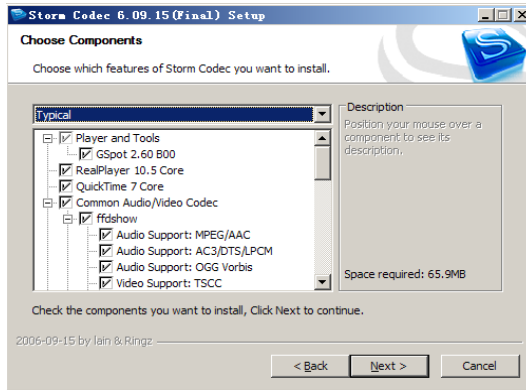 Storm Codec 6.09.15(Final) Setup
Choose Components
Choose which features of Storm Codec you want to install.
Typical
Player and Tools
GSpot 2.60 B00
RealPlayer 10.5 Core
QuickTime 7 Core
Common Audio/Video Codec
ffdshow
Audio Support: MPEG/AAC
Audio Support: AC3/DTS/LPCM
Audio Support: OGG Vorbis
Video Support: TSCC
Description
Position your mouse over a
component to see its
description.
Space required: 65.9MB
Check the components you want to install, Click Next to continue.
2006-09-15 by Iain & Ringz
< Back
Next >
Cancel